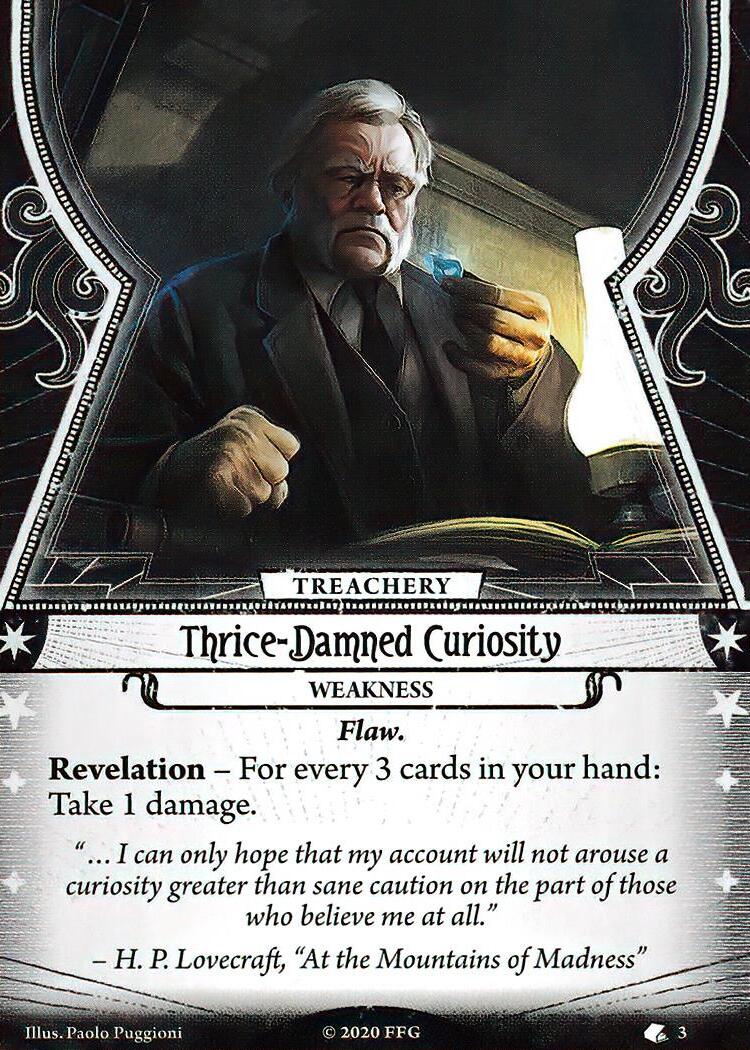 TREACHERY
Thrice-Damned Curiosity
WEAKNESS
Flaw.
Revelation – For every 3 cards in your hand:
Take 1 damage.
“… I can only hope that my account will not arouse a
curiosity greater than sane caution on the part of those
who believe me at all.”
– H. P. Lovecraft, “At the Mountains of Madness”
Illus. Paolo Puggioni
© 2020 FFG
3